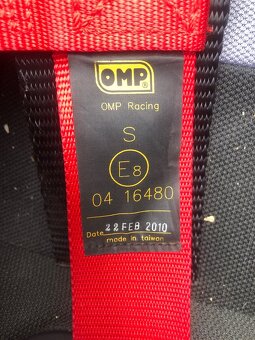 OMP
OMP Racing
S
E8
04 16480
Date 22 FEB 2010
made in taiwan